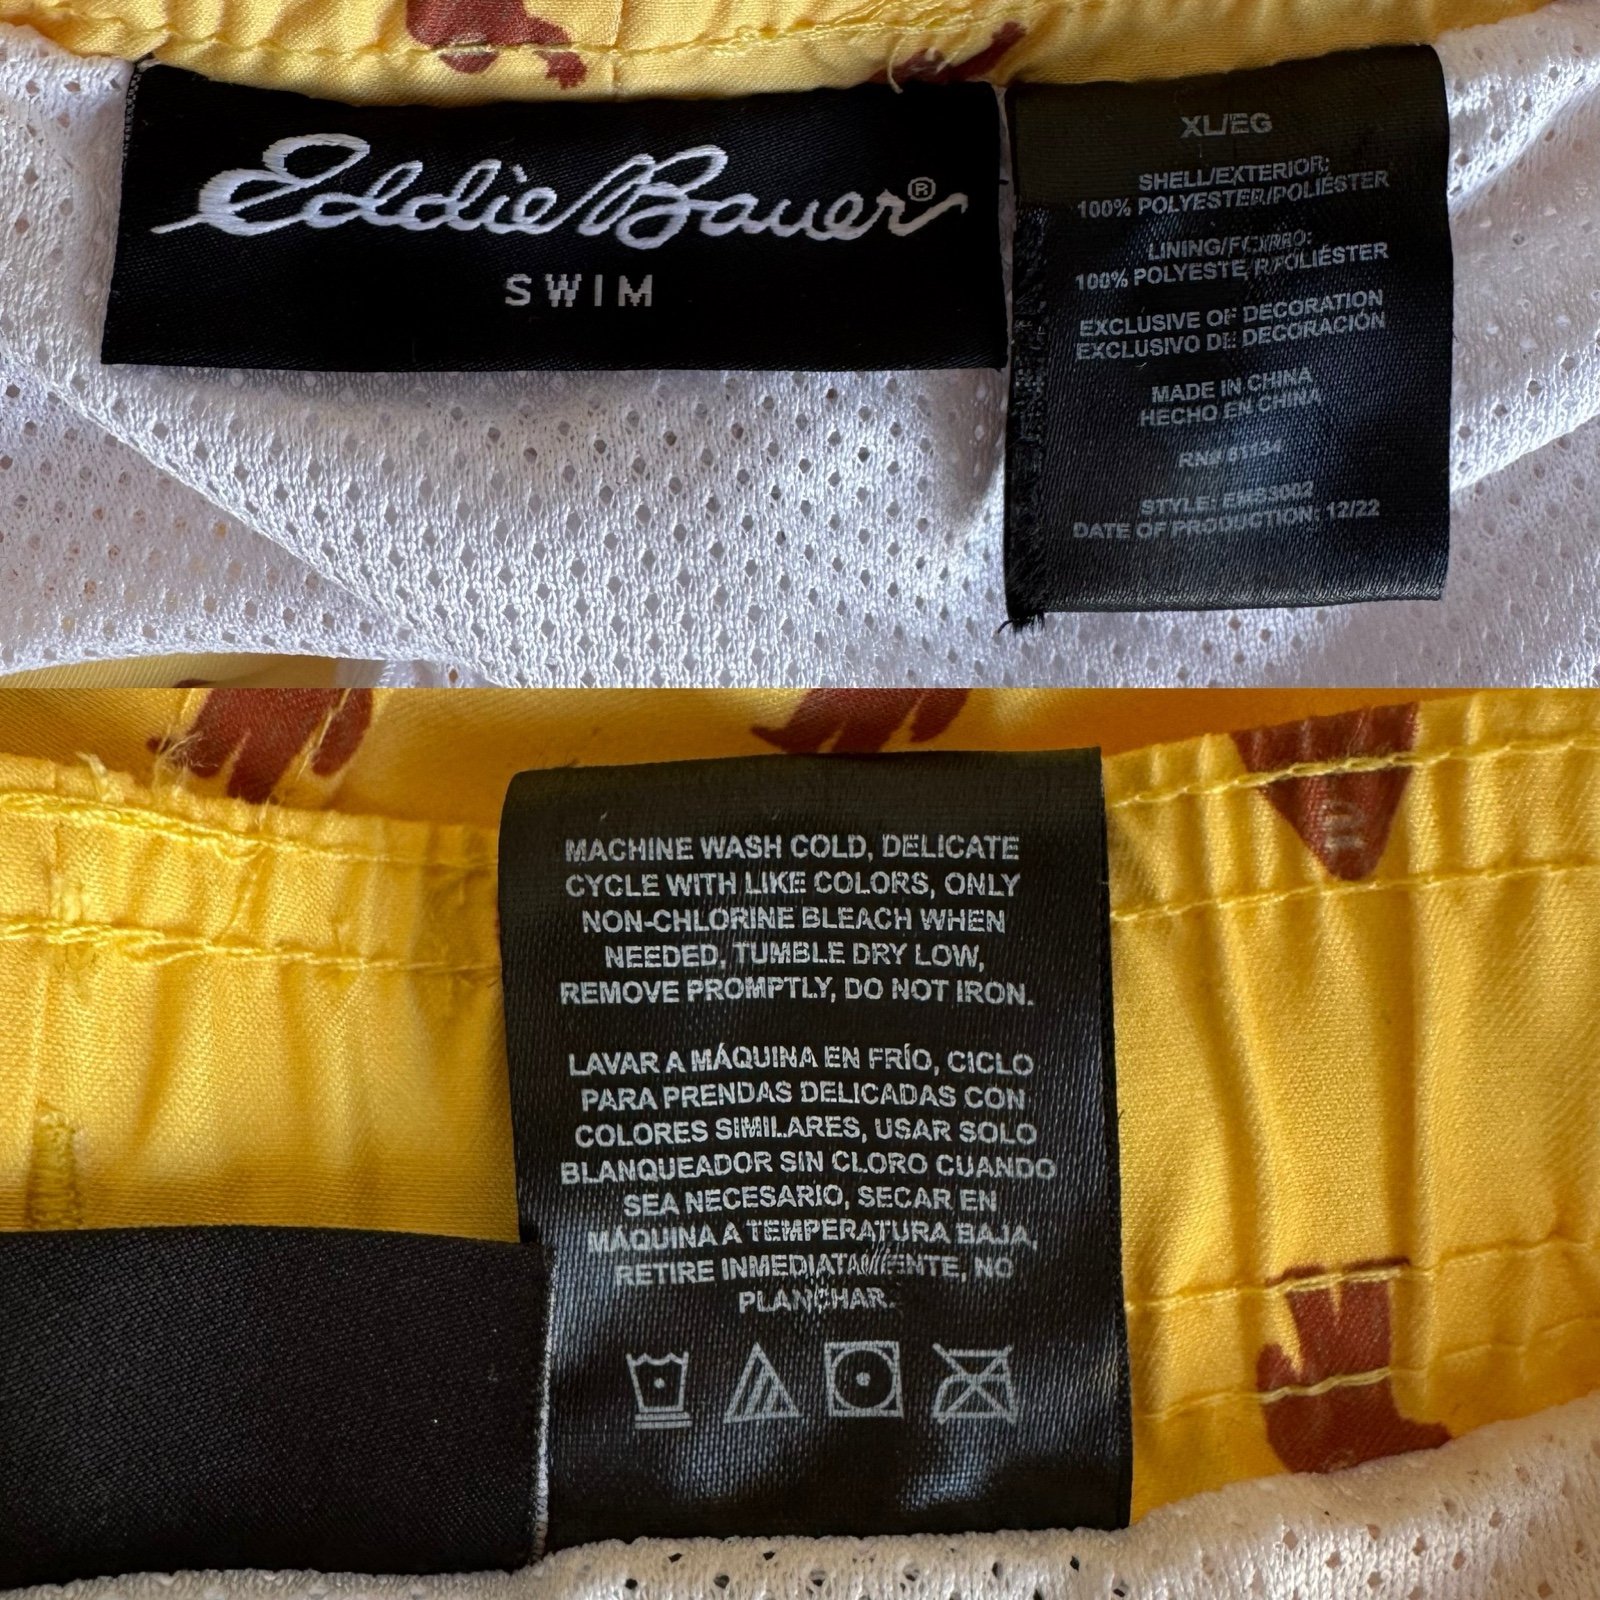 Eddie Bauer®
SWIM
XL/EG
SHELL/EXTERIOR:
100% POLYESTER/POLIÉSTER
LINING/FORRO:
100% POLYESTER/POLIÉSTER
EXCLUSIVE OF DECORATION
EXCLUSIVO DE DECORACIÓN
MADE IN CHINA
HECHO EN CHINA
RN#
STYLE: EMB3002
DATE OF PRODUCTION: 12/22
MACHINE WASH COLD, DELICATE
CYCLE WITH LIKE COLORS, ONLY
NON-CHLORINE BLEACH WHEN
NEEDED, TUMBLE DRY LOW,
REMOVE PROMPTLY, DO NOT IRON.
LAVAR A MÁQUINA EN FRÍO, CICLO
PARA PRENDAS DELICADAS CON
COLORES SIMILARES, USAR SOLO
BLANQUEADOR SIN CLORO CUANDO
SEA NECESARIO, SECAR EN
MÁQUINA A TEMPERATURA BAJA,
RETIRE INMEDIATAMENTE, NO
PLANCHAR.